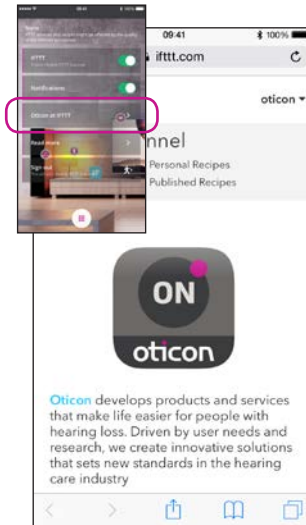 IFTTT
Notifications
Oticon at IFTTT
Read more
Sign out
09:41
100%
ifttt.com
oticon
nnel
Personal Recipes
Published Recipes
ON
oticon
Oticon develops products and services
that make life easier for people with
hearing loss. Driven by user needs and
research, we create innovative solutions
that sets new standards in the hearing
care industry